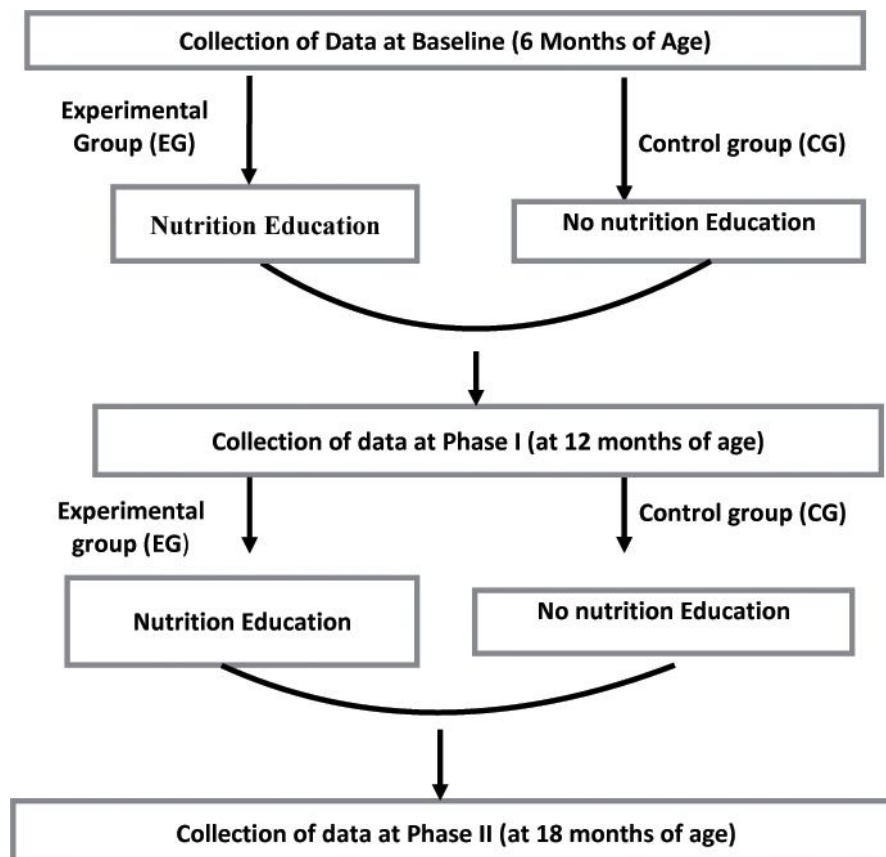 Collection of Data at Baseline (6 Months of Age)
Experimental
Group (EG)
Control group (CG)
Nutrition Education
No nutrition Education
Collection of data at Phase I (at 12 months of age)
Experimental
group (EG)
Control group (CG)
Nutrition Education
No nutrition Education
Collection of data at Phase II (at 18 months of age)